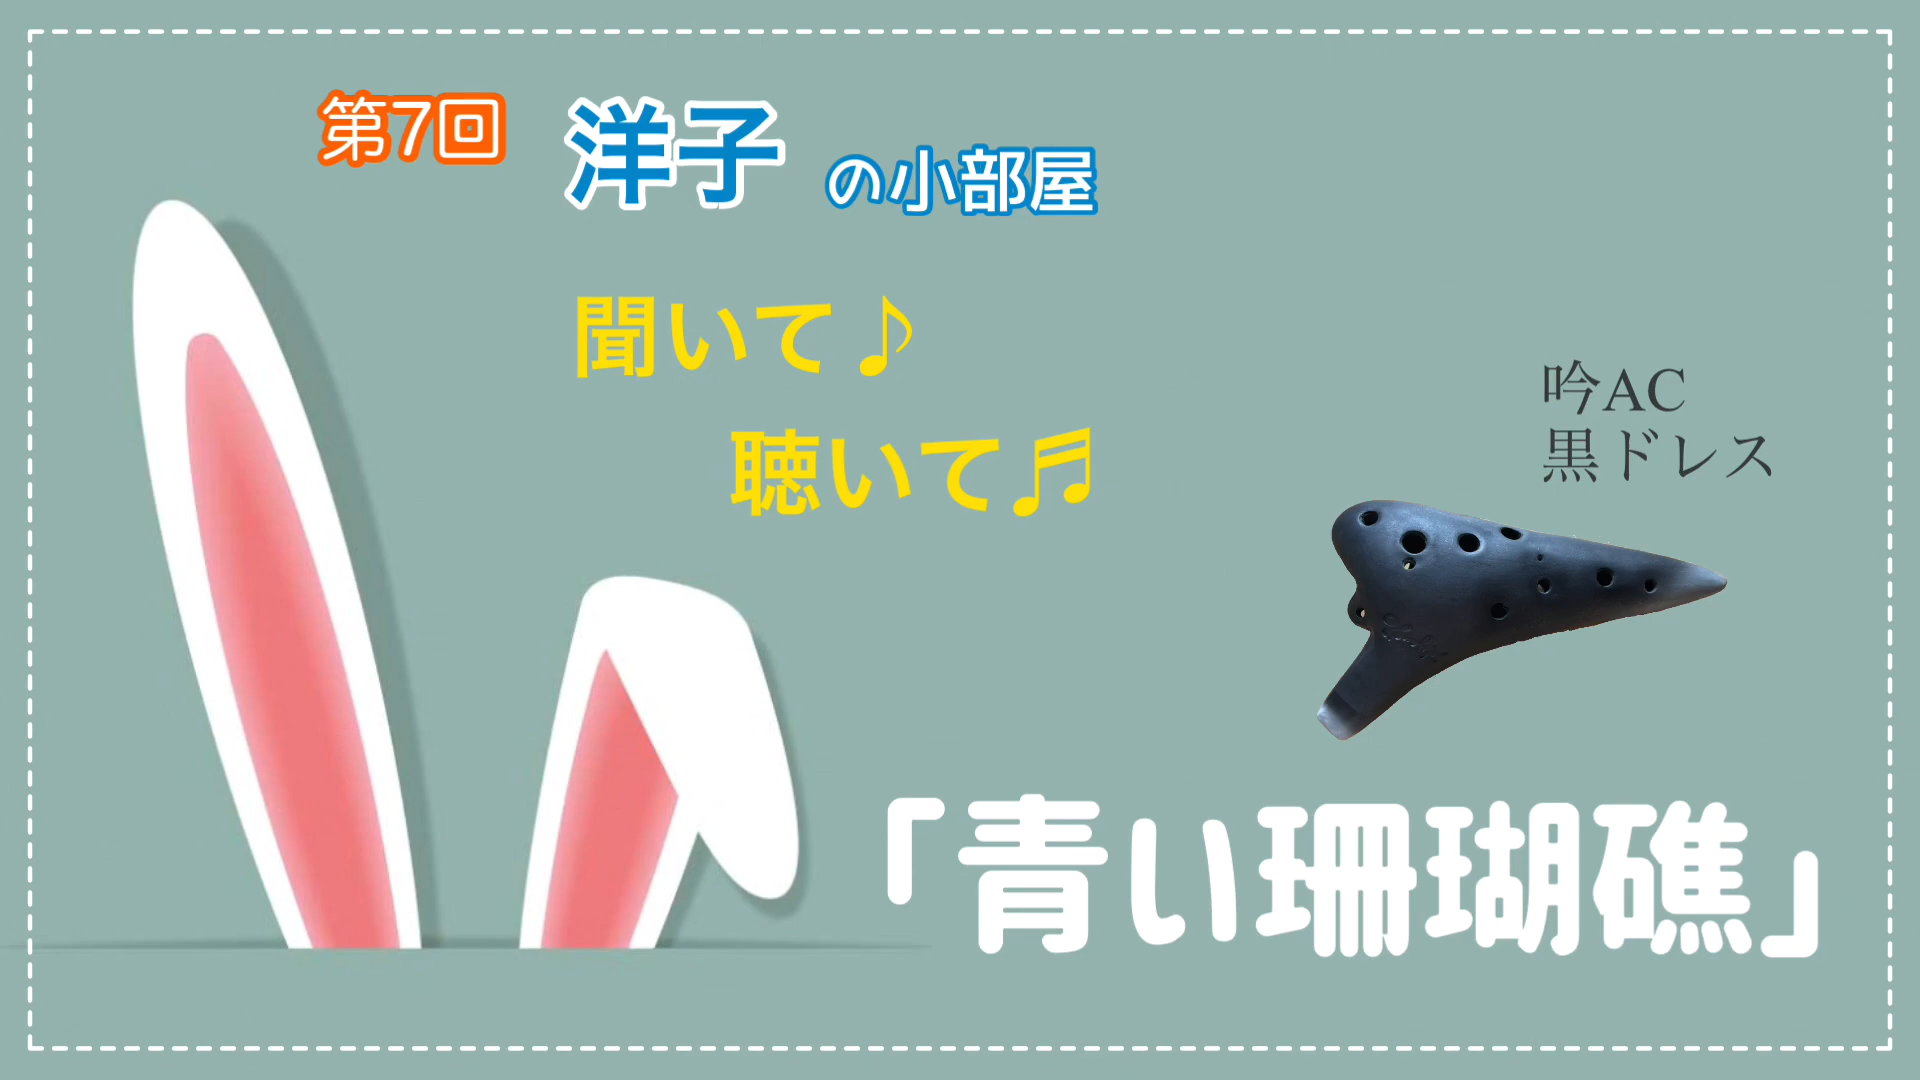 第7回 洋子 の小部屋
聞いて♪
聴いて♬
吟AC
黒ドレス
「青い珊瑚礁」